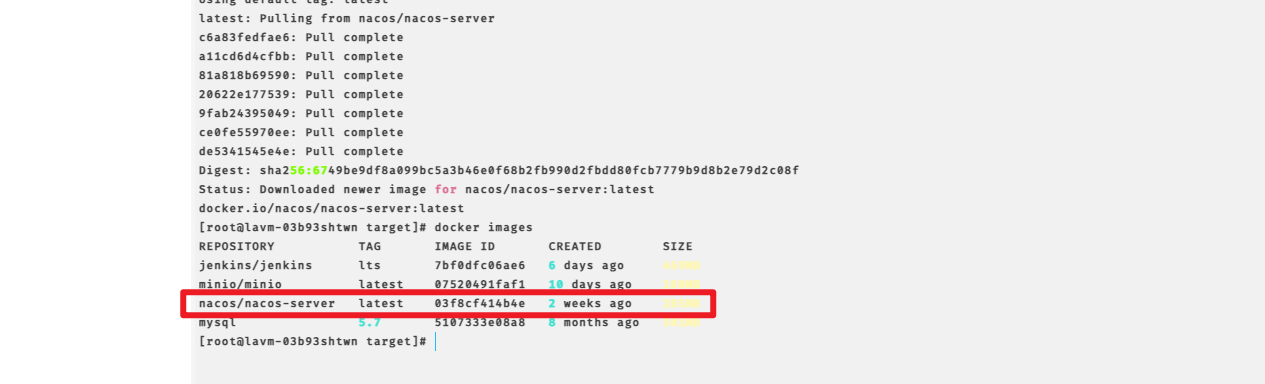 Using default tag: latest
latest: Pulling from nacos/nacos-server
c6a83fedfae6: Pull complete
a11cd6d4cfbb: Pull complete
81a818b69590: Pull complete
20622e177539: Pull complete
9fab24395049: Pull complete
ce0fe55970ee: Pull complete
de5341545e4e: Pull complete
Digest: sha256:6749be9df8a099bc5a3b46e0f68b2fb990d2fbdd80fcb7779b9d8b2e79d2c08f
Status: Downloaded newer image for nacos/nacos-server:latest
docker.io/nacos/nacos-server:latest
[root@lavm-03b93shtwn target]# docker images
REPOSITORY TAG IMAGE ID CREATED SIZE
jenkins/jenkins lts 7bf0dfc06ae6 6 days ago
minio/minio latest 07520491faf1 10 days ago
nacos/nacos-server latest 03f8cf414b4e 2 weeks ago
mysql 5.7 5107333e08a8 8 months ago
[root@lavm-03b93shtwn target]#